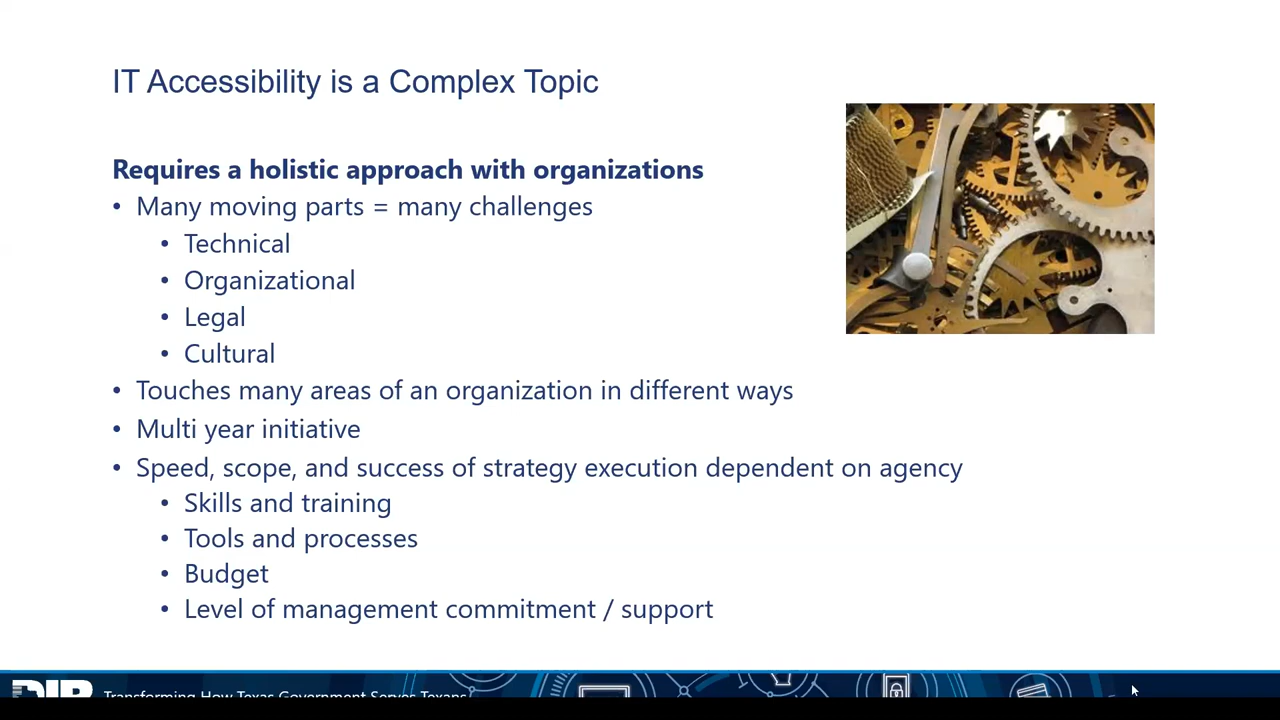 IT Accessibility is a Complex Topic
Requires a holistic approach with organizations
• Many moving parts = many challenges
• Technical
• Organizational
• Legal
• Cultural
• Touches many areas of an organization in different ways
• Multi year initiative
• Speed, scope, and success of strategy execution dependent on agency
• Skills and training
• Tools and processes
• Budget
• Level of management commitment / support
DIR Transforming How Texas Government Serves Texans